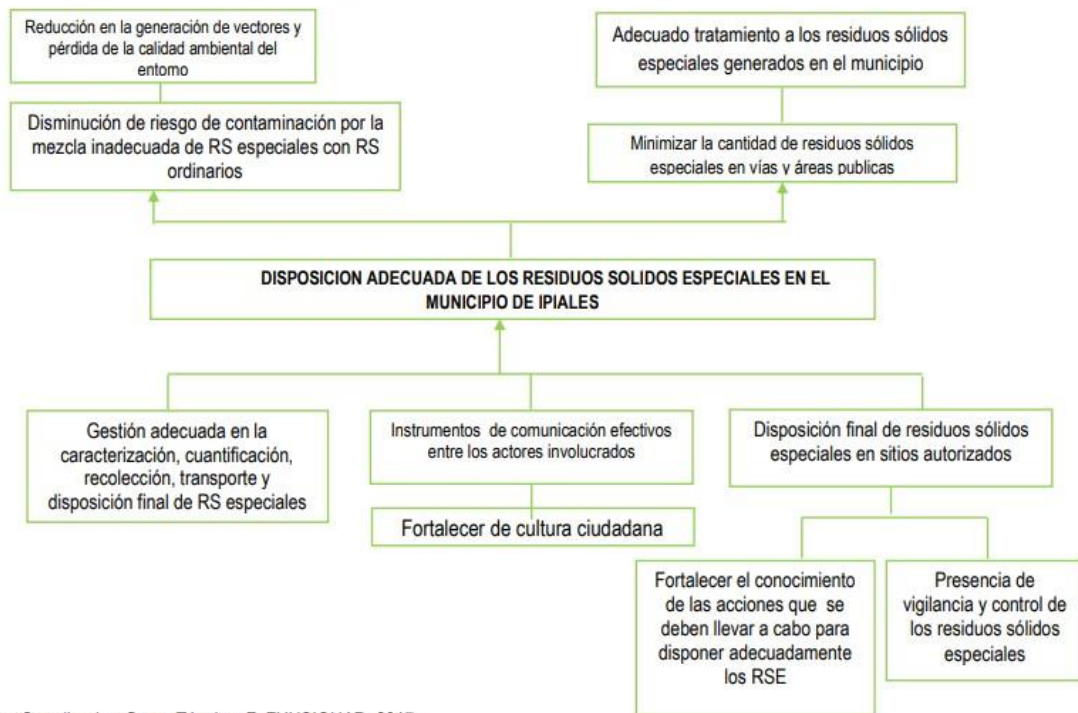 Reducción en la generación de vectores y
pérdida de la calidad ambiental del
entorno
Adecuado tratamiento a los residuos sólidos
especiales generados en el municipio
Disminución de riesgo de contaminación por la
mezcla inadecuada de RS especiales con RS
ordinarios
Minimizar la cantidad de residuos sólidos
especiales en vías y áreas publicas
DISPOSICION ADECUADA DE LOS RESIDUOS SOLIDOS ESPECIALES EN EL
MUNICIPIO DE IPIALES
Gestión adecuada en la
caracterización, cuantificación,
recolección, transporte y
disposición final de RS especiales
Instrumentos de comunicación efectivos
entre los actores involucrados
Disposición final de residuos sólidos
especiales en sitios autorizados
Fortalecer de cultura ciudadana
Fortalecer el conocimiento
de las acciones que se
deben llevar a cabo para
disponer adecuadamente
los RSE
Presencia de
vigilancia y control de
los residuos sólidos
especiales